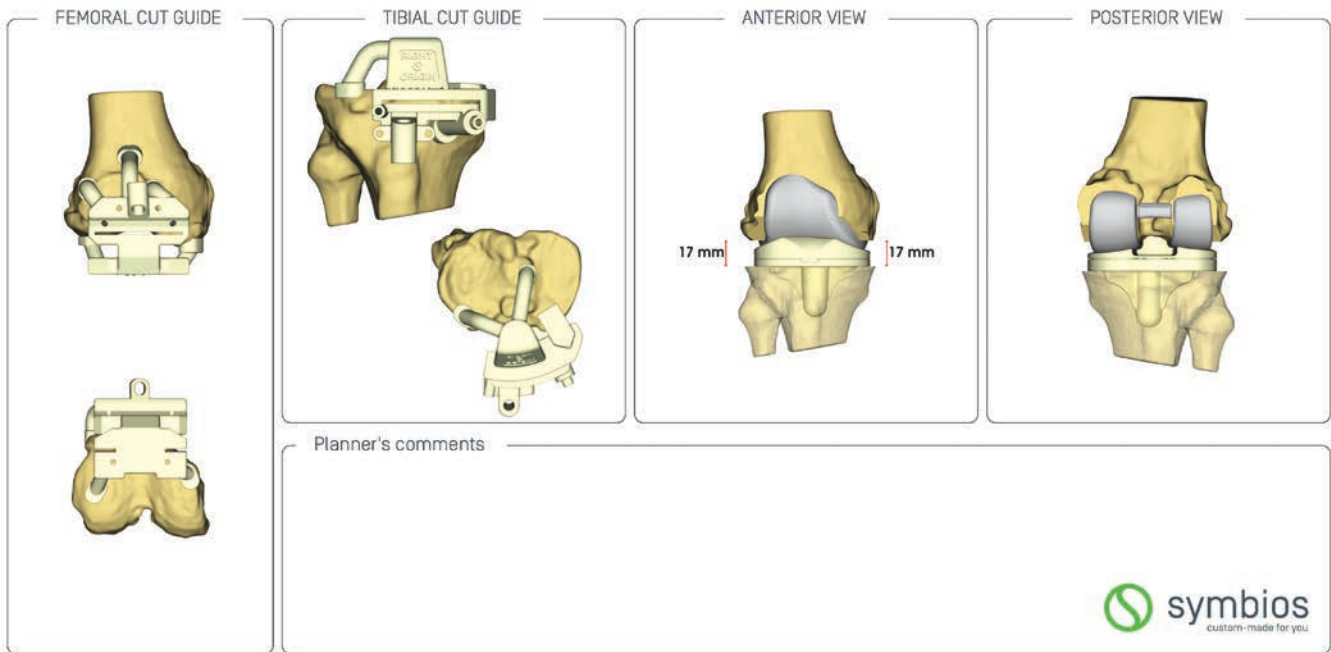 FEMORAL CUT GUIDE
TIBIAL CUT GUIDE
RIGHT
ORIGIN
ANTERIOR VIEW
17 mm
17 mm
POSTERIOR VIEW
Planner's comments
symbios
custom-made for you